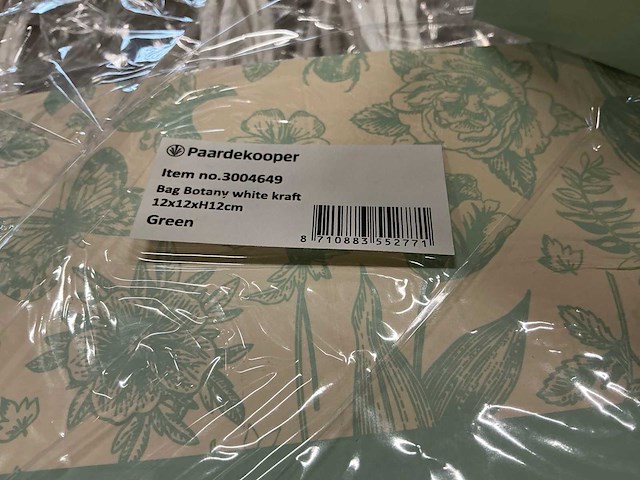 Paardekooper
Item no.3004649
Bag Botany white kraft
12x12xH12cm
Green
8 710883 552771